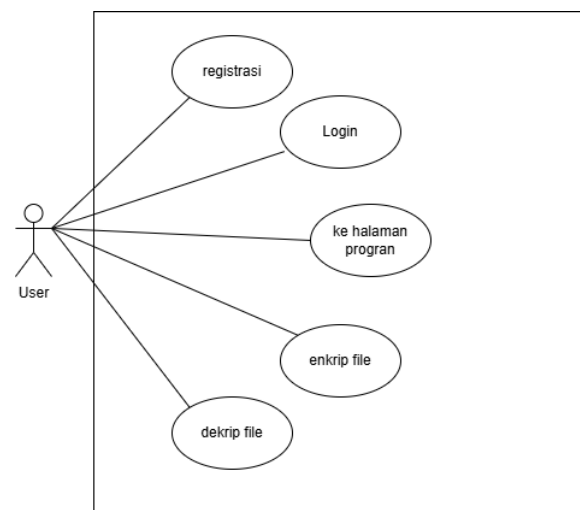 registrasi
Login
ke halaman
progran
User
enkrip file
dekrip file